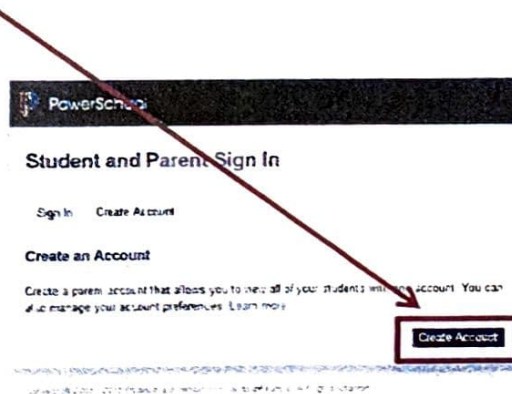 PowerSchool
Student and Parent Sign In
Sign In Create Account
Create an Account
Create a parent account that allows you to view all of your students with one account. You can
also manage your account preferences. Learn more
Create Account